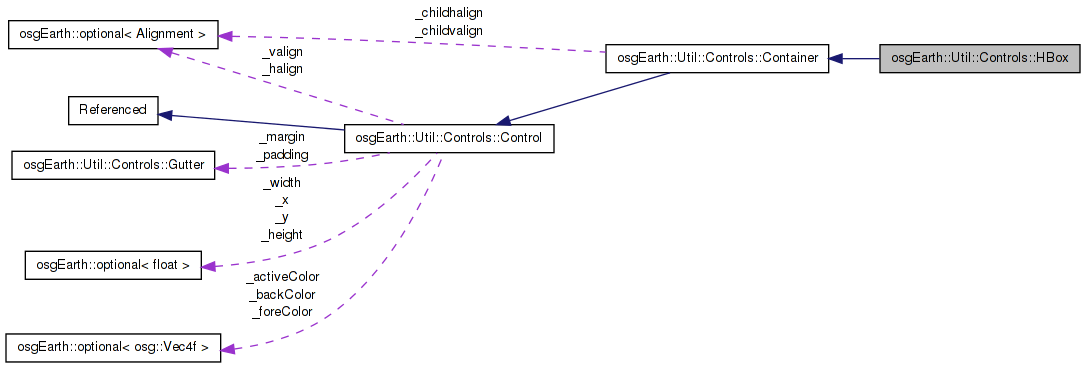 _childhalign
_childvalign
osgEarth::optional< Alignment >
_valign
_halign
osgEarth::Util::Controls::Container
osgEarth::Util::Controls::HBox
Referenced
osgEarth::Util::Controls::Control
_margin
_padding
osgEarth::Util::Controls::Gutter
_width
_x
_y
_height
osgEarth::optional< float >
_activeColor
_backColor
_foreColor
osgEarth::optional< osg::Vec4f >